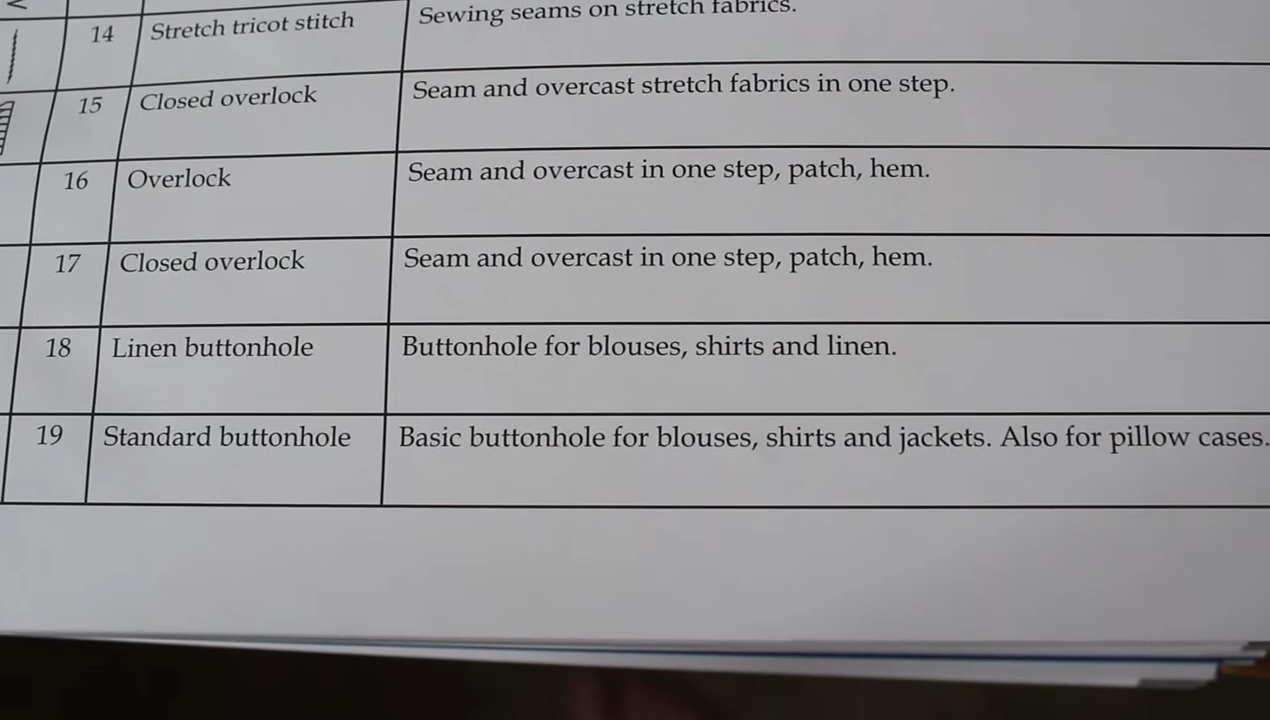 14 Stretch tricot stitch Sewing seams on stretch fabrics.
15 Closed overlock Seam and overcast stretch fabrics in one step.
16 Overlock Seam and overcast in one step, patch, hem.
17 Closed overlock Seam and overcast in one step, patch, hem.
18 Linen buttonhole Buttonhole for blouses, shirts and linen.
19 Standard buttonhole Basic buttonhole for blouses, shirts and jackets. Also for pillow cases.